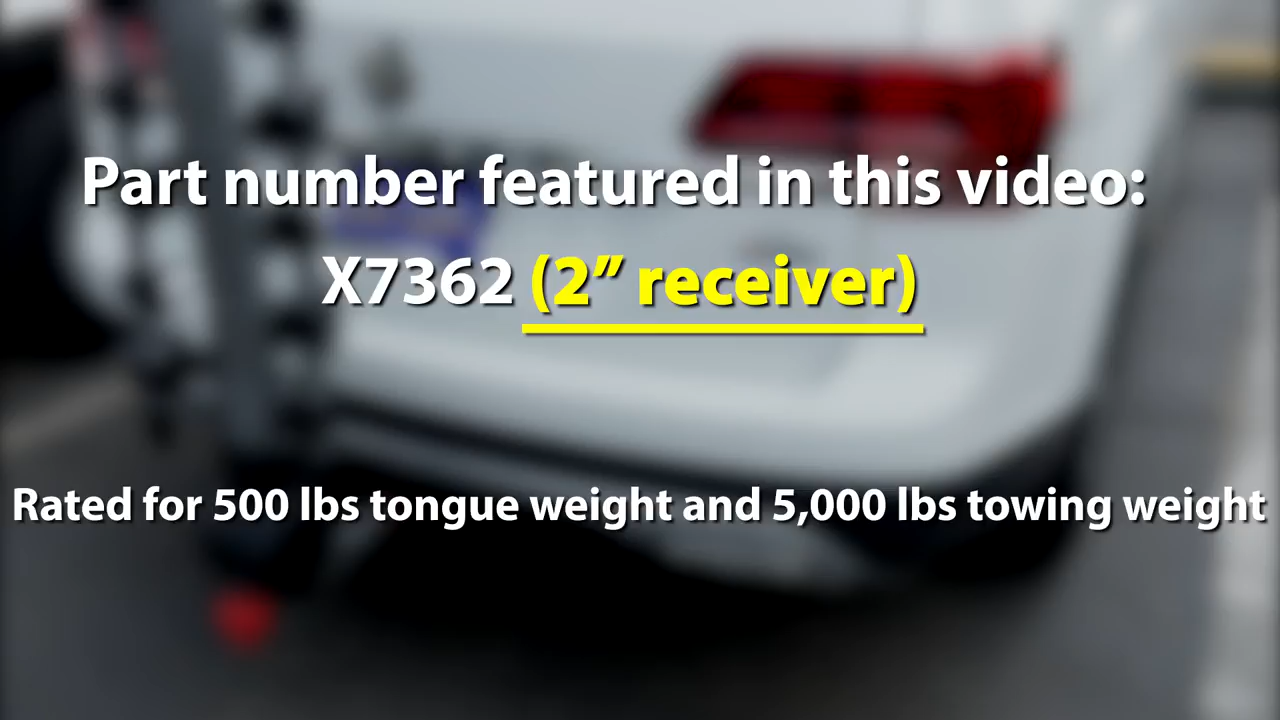 Part number featured in this video:
X7362 (2” receiver)
Rated for 500 lbs tongue weight and 5,000 lbs towing weight